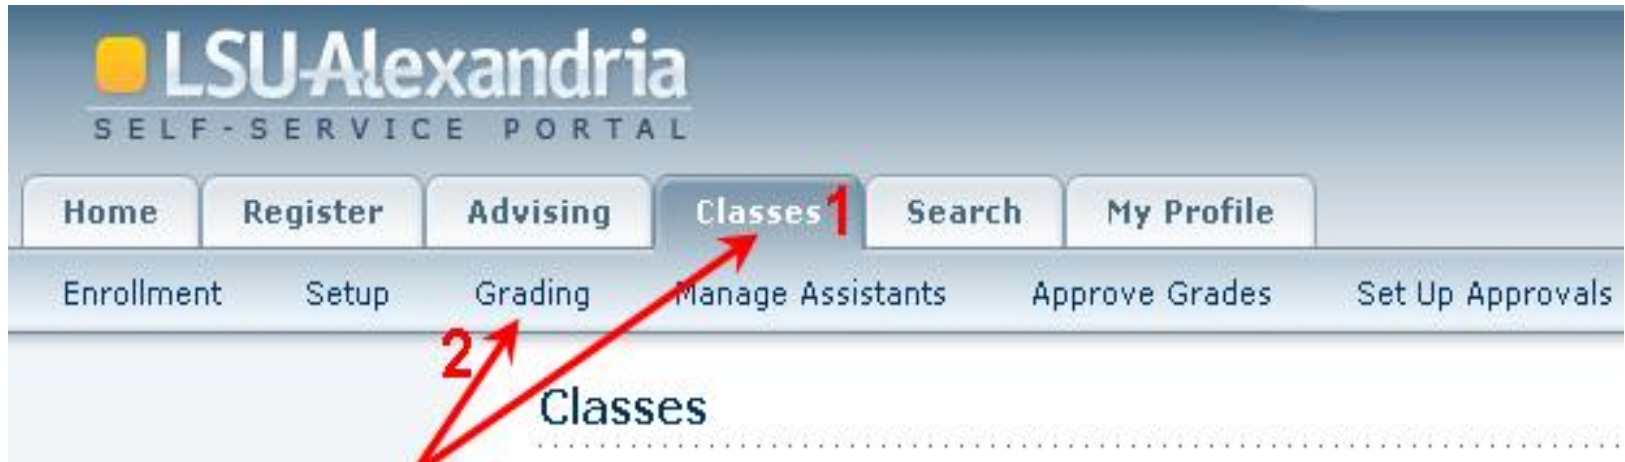 LSU-Alexandria
SELF-SERVICE PORTAL
Home Register Advising Classes 1 Search My Profile
Enrollment Setup Grading Manage Assistants Approve Grades Set Up Approvals
2
Classes